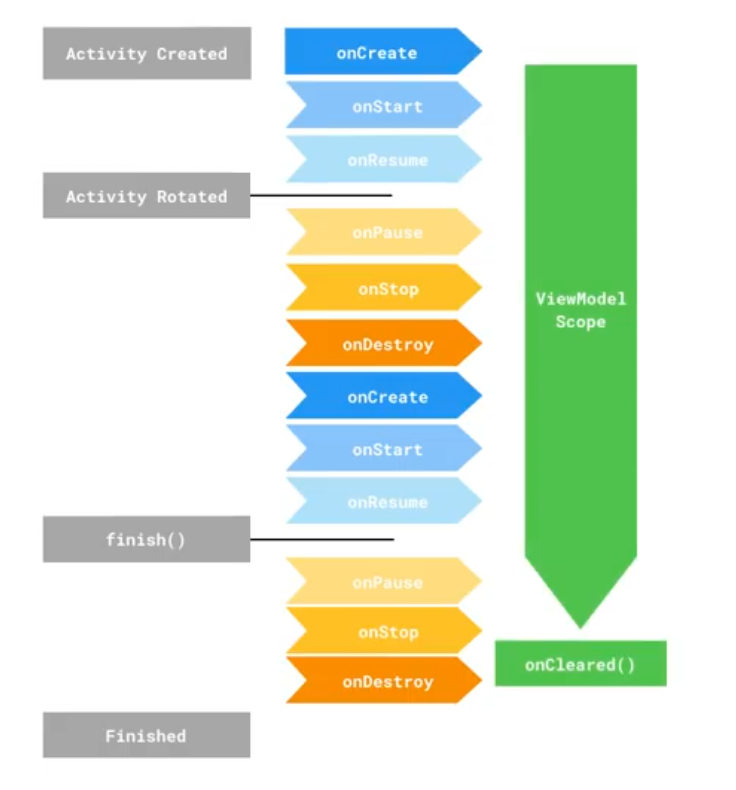 Activity Created
onCreate
onStart
onResume
Activity Rotated
onPause
onStop
onDestroy
onCreate
onStart
onResume
finish()
onPause
onStop
onDestroy
Finished
ViewModel
Scope
onCleared()